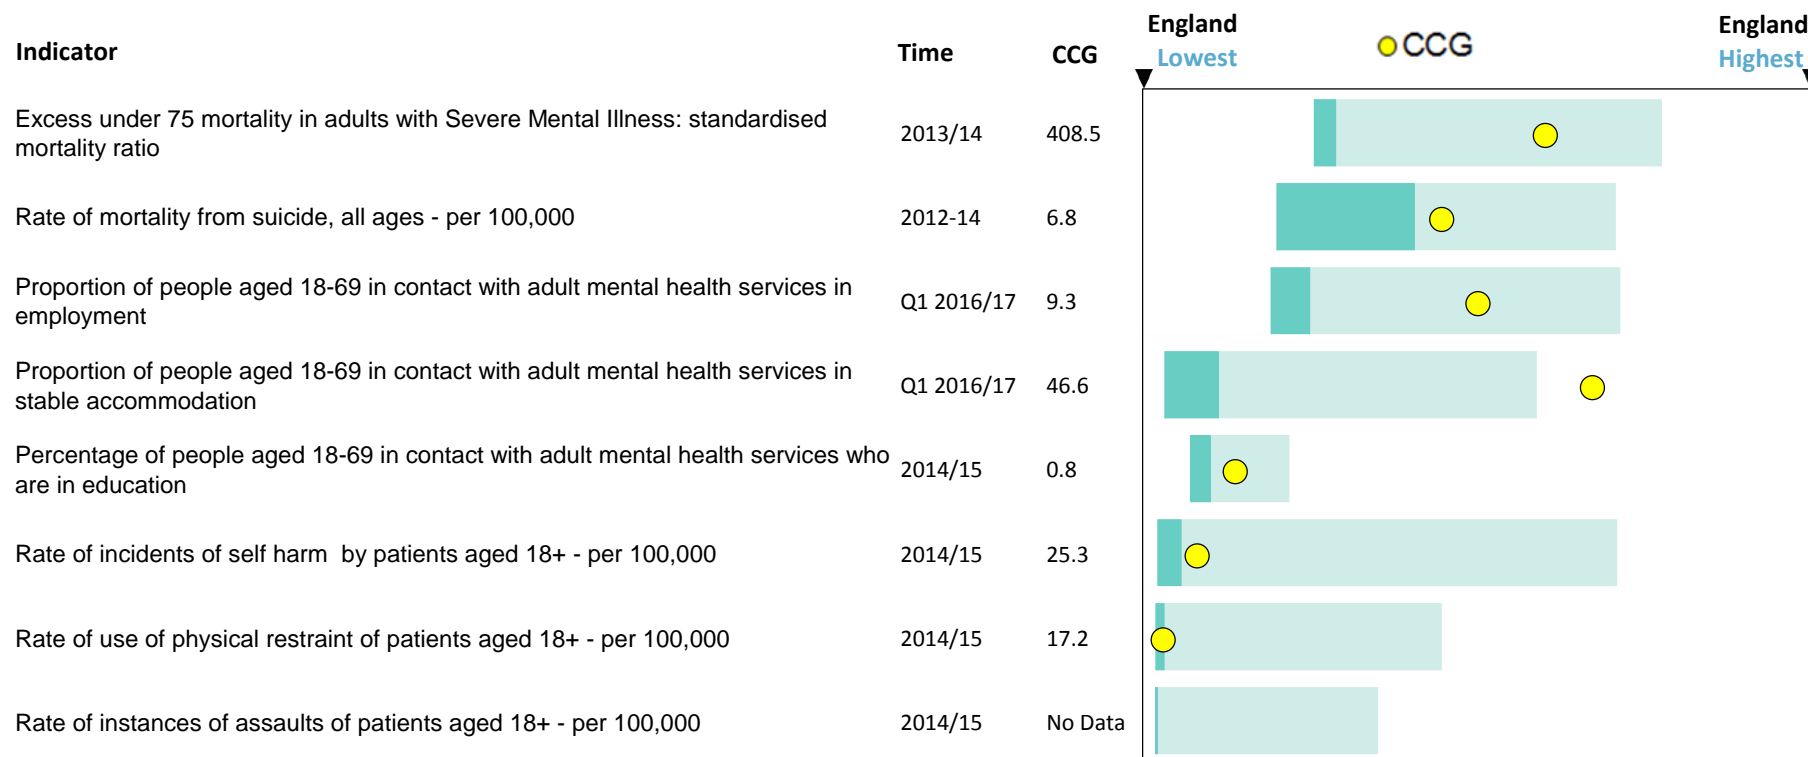 Indicator Time CCG England Lowest CCG England Highest
Excess under 75 mortality in adults with Severe Mental Illness: standardised
mortality ratio
2013/14 408.5
Rate of mortality from suicide, all ages - per 100,000 2012-14 6.8
Proportion of people aged 18-69 in contact with adult mental health services in
employment
Q1 2016/17 9.3
Proportion of people aged 18-69 in contact with adult mental health services in
stable accommodation
Q1 2016/17 46.6
Percentage of people aged 18-69 in contact with adult mental health services who
are in education
2014/15 0.8
Rate of incidents of self harm  by patients aged 18+ - per 100,000 2014/15 25.3
Rate of use of physical restraint of patients aged 18+ - per 100,000 2014/15 17.2
Rate of instances of assaults of patients aged 18+ - per 100,000 2014/15 No Data